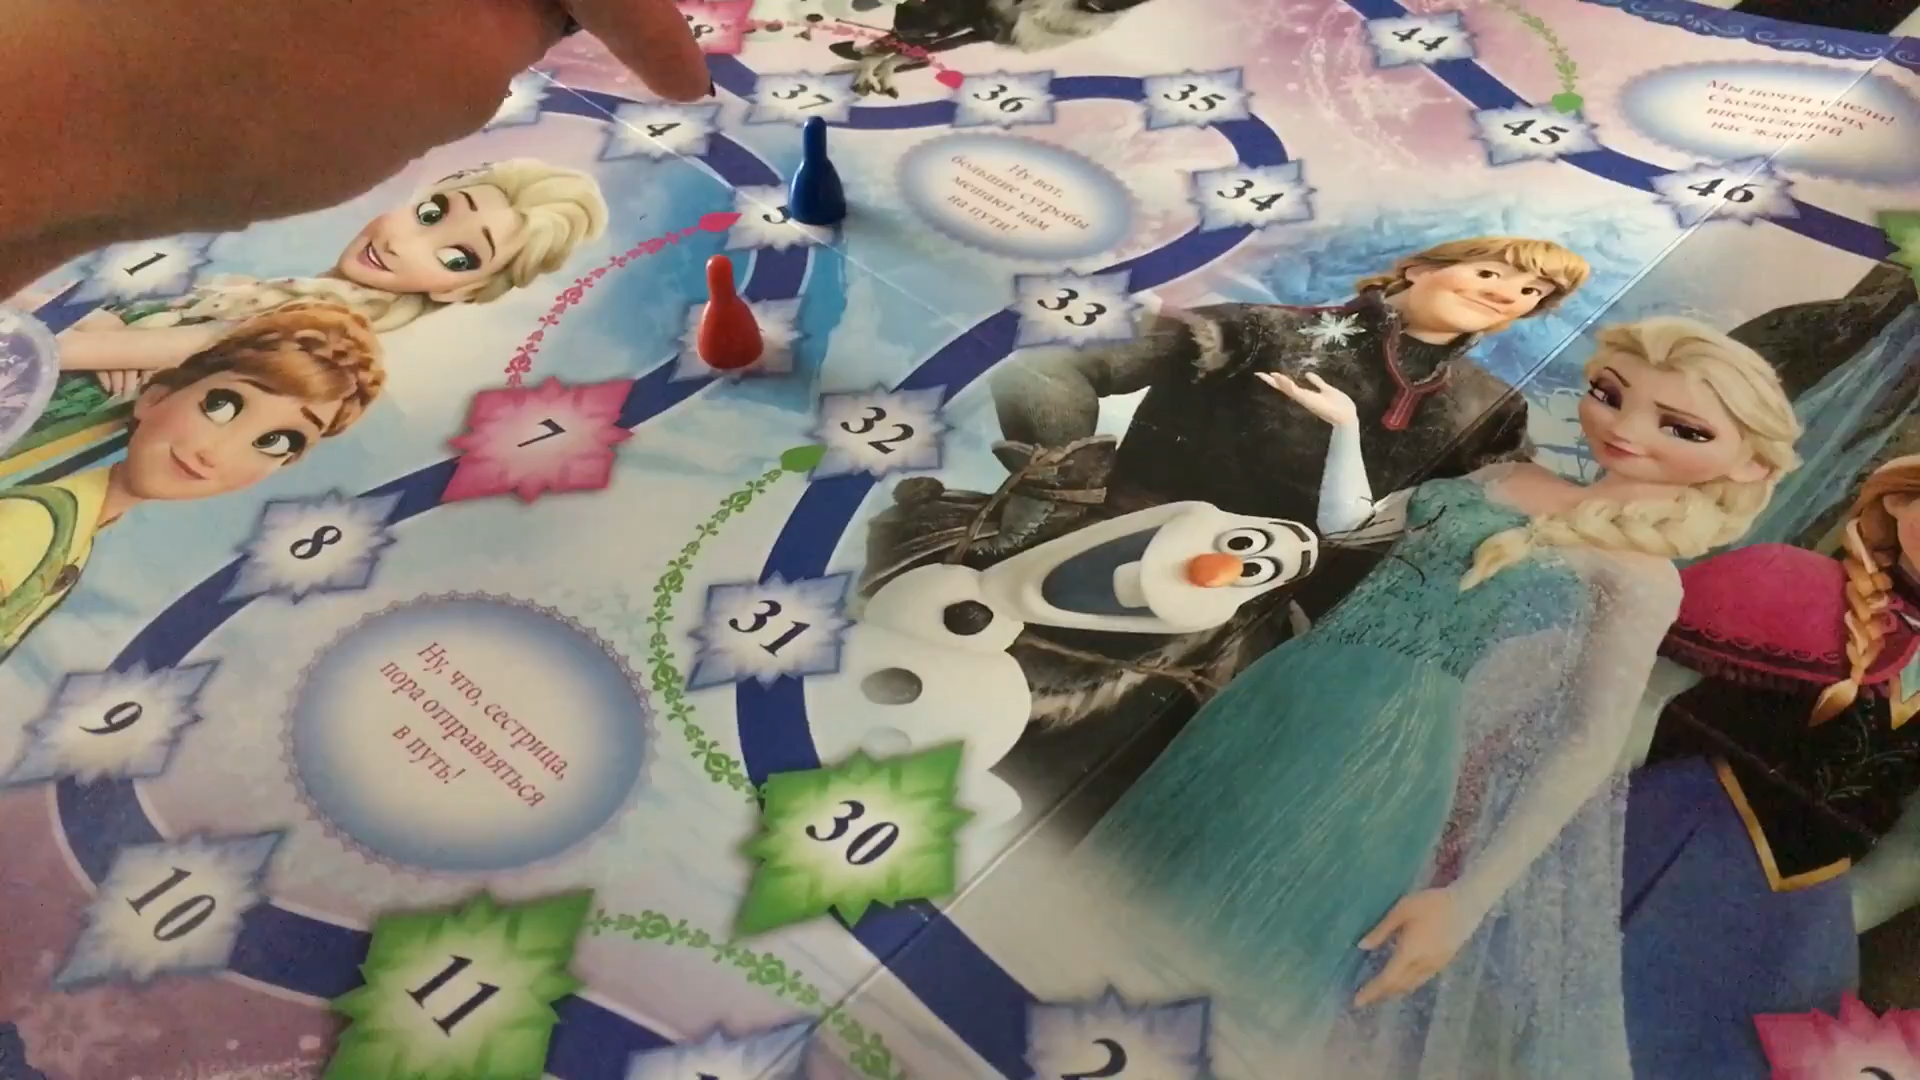 44
37
36
35
4
45
Мы почти у цели!
Сколько ярких
впечатлений
нас ждёт!
34
46
Ну вот,
большие сугробы
мешают нам
на пути!
5
1
33
7
32
8
31
9
Ну, что, сестрица,
пора отправляться
в путь!
30
10
11